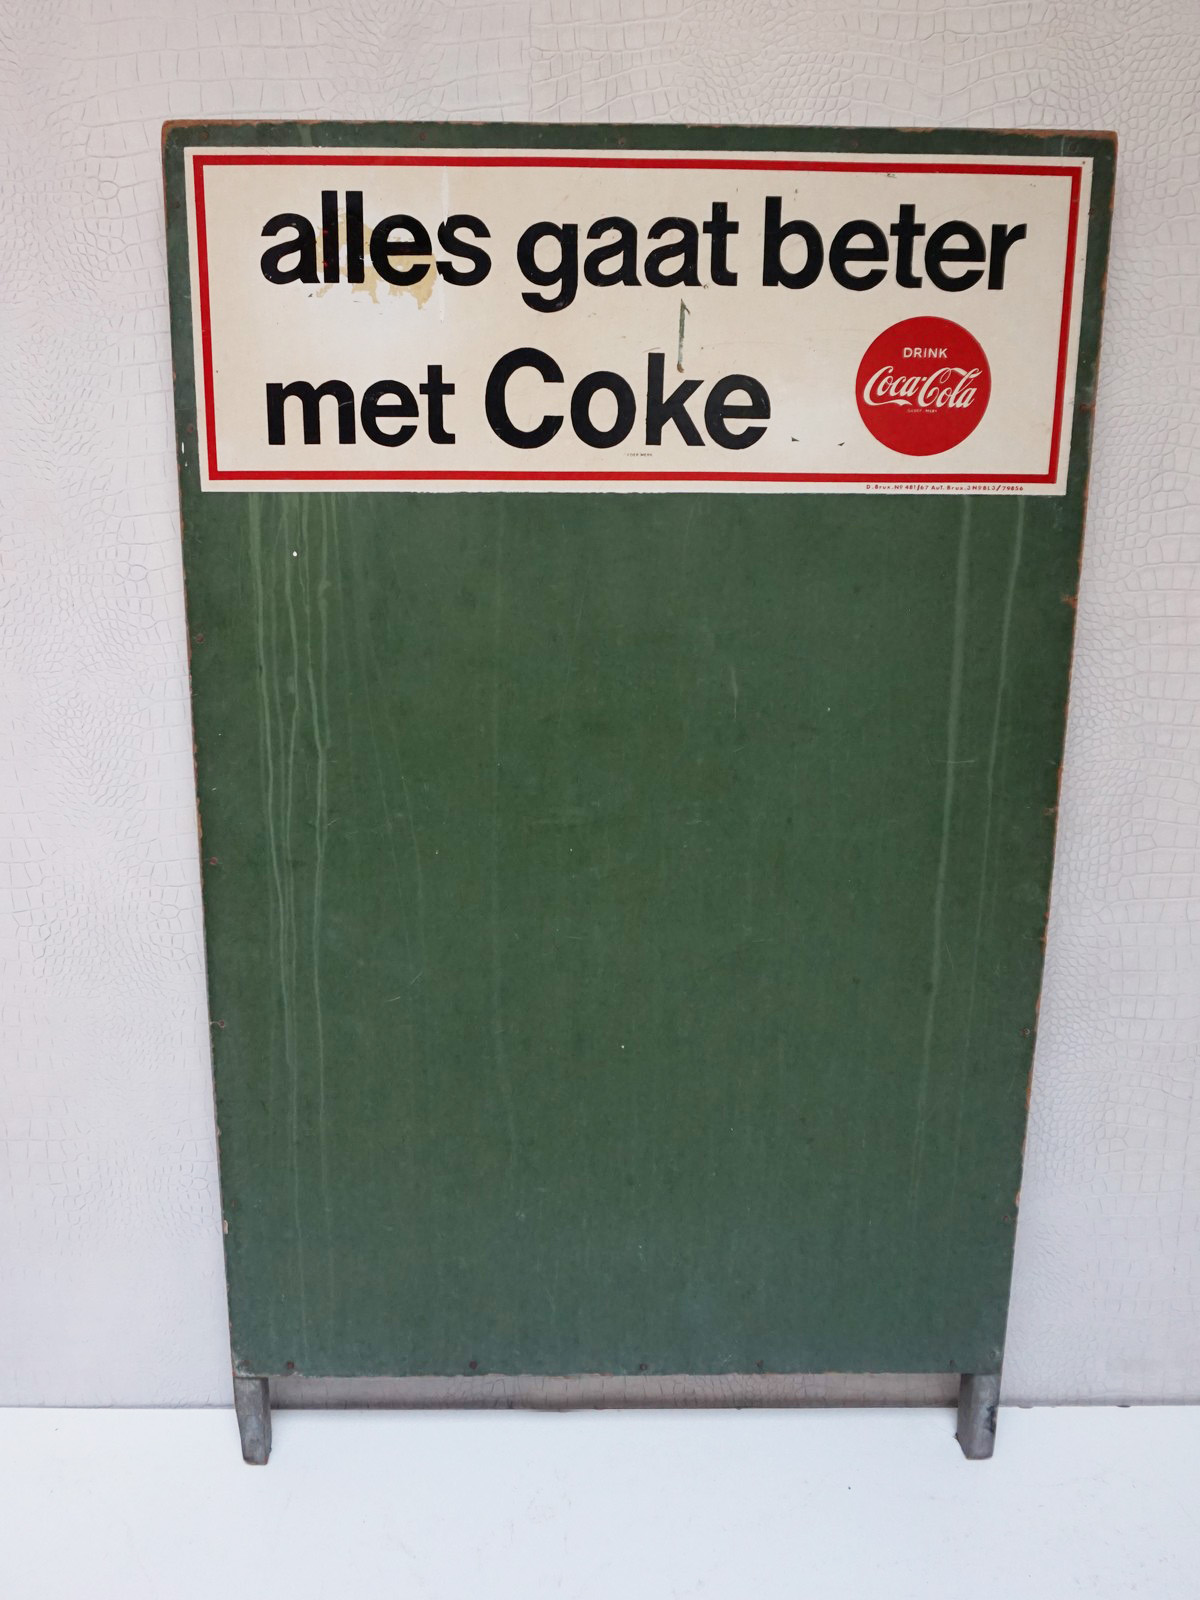 alles gaat beter
met Coke
DRINK
Coca-Cola